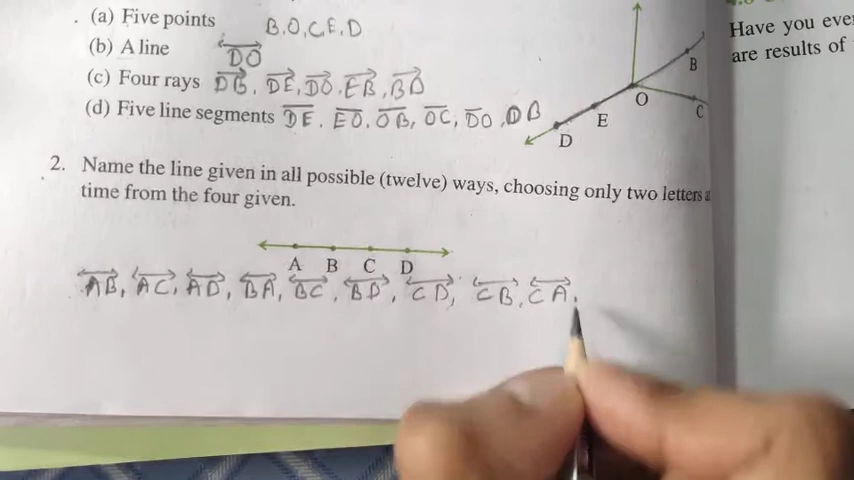 (a) Five points B,O,C,E,D
(b) A line DO
(c) Four rays DB, DE, DO, EB, BD
(d) Five line segments DE, EO, OB, OC, DO, DB
B
O
C
E
D
2. Name the line given in all possible (twelve) ways, choosing only two letters
time from the four given.
A B C D
AB, AC, AD, BA, BC, BD, CD, CB, CA,
Have you ever
are results of